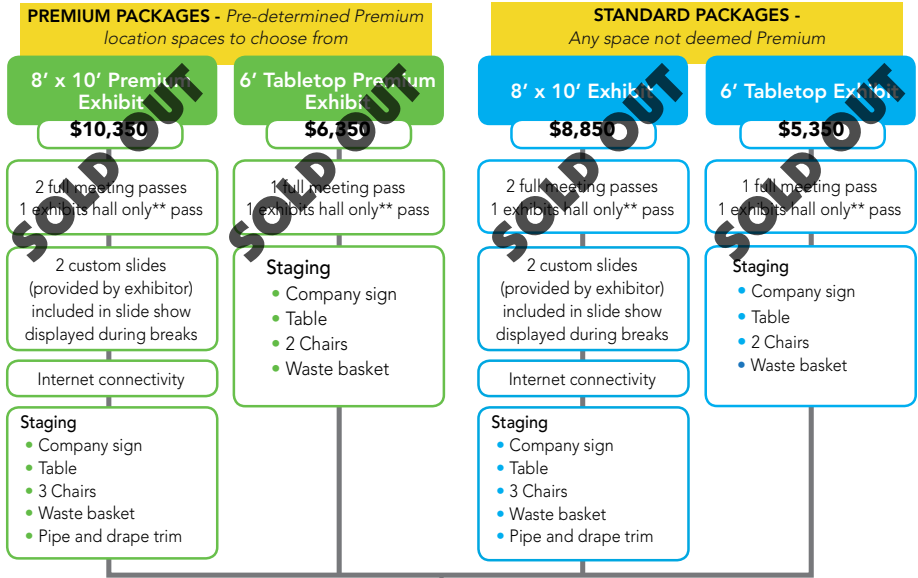 PREMIUM PACKAGES - Pre-determined Premium
location spaces to choose from
8' x 10' Premium
Exhibit
$10,350
SOLD OUT
2 full meeting passes
1 exhibits hall only** pass
2 custom slides
(provided by exhibitor)
included in slide show
displayed during breaks
Internet connectivity
Staging
• Company sign
• Table
• 3 Chairs
• Waste basket
• Pipe and drape trim
6' Tabletop Premium
Exhibit
$6,350
SOLD OUT
1 full meeting pass
1 exhibits hall only** pass
Staging
• Company sign
• Table
• 2 Chairs
• Waste basket
STANDARD PACKAGES -
Any space not deemed Premium
8' x 10' Exhibit
$8,850
SOLD OUT
2 full meeting passes
1 exhibits hall only** pass
2 custom slides
(provided by exhibitor)
included in slide show
displayed during breaks
Internet connectivity
Staging
• Company sign
• Table
• 3 Chairs
• Waste basket
• Pipe and drape trim
6' Tabletop Exhibit
$5,350
SOLD OUT
1 full meeting pass
1 exhibits hall only** pass
Staging
• Company sign
• Table
• 2 Chairs
• Waste basket